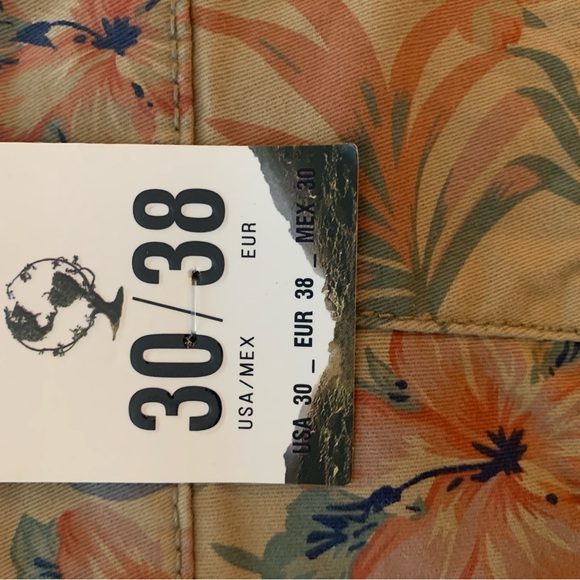 30/38
USA/MEX EUR
USA 30 _ EUR 38 _ MEX 30